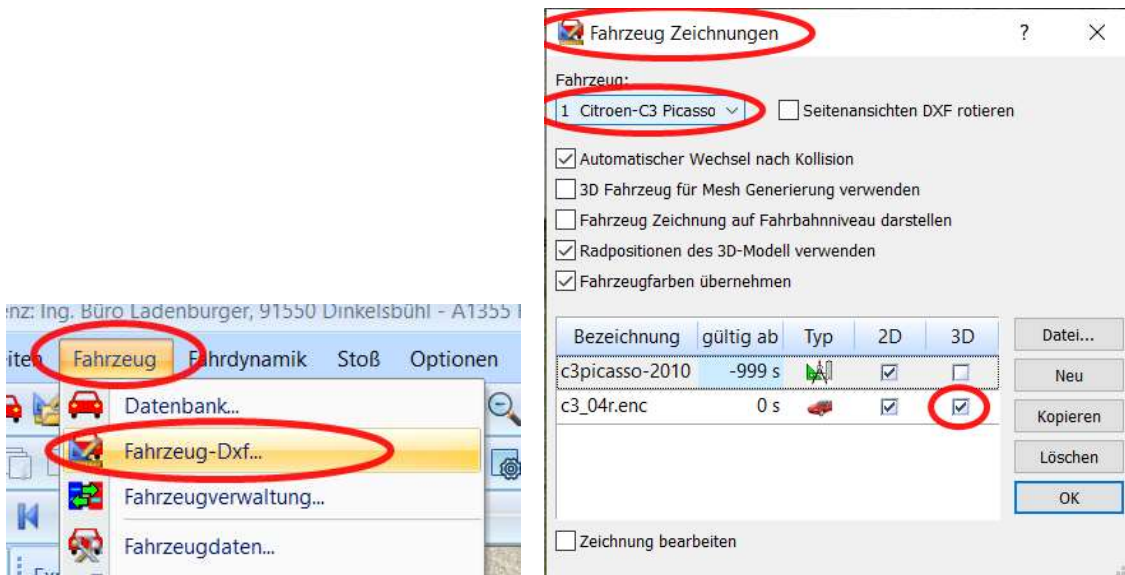 enz: Ing. Büro Ladenburger, 91550 Dinkelsbühl - A1355
eiten Fahrzeug Fahrdynamik Stoß Optionen
Datenbank...
Fahrzeug-Dxf...
Fahrzeugverwaltung...
Fahrzeugdaten...
Fahrzeug Zeichnungen ?
Fahrzeug:
1 Citroen-C3 Picasso Seitenansichten DXF rotieren
Automatischer Wechsel nach Kollision
3D Fahrzeug für Mesh Generierung verwenden
Fahrzeug Zeichnung auf Fahrbahnniveau darstellen
Radpositionen des 3D-Modell verwenden
Fahrzeugfarben übernehmen
Bezeichnung gültig ab Typ 2D 3D
c3picasso-2010 -999 s
c3_04r.enc 0 s
Datei...
Neu
Kopieren
Löschen
OK
Zeichnung bearbeiten